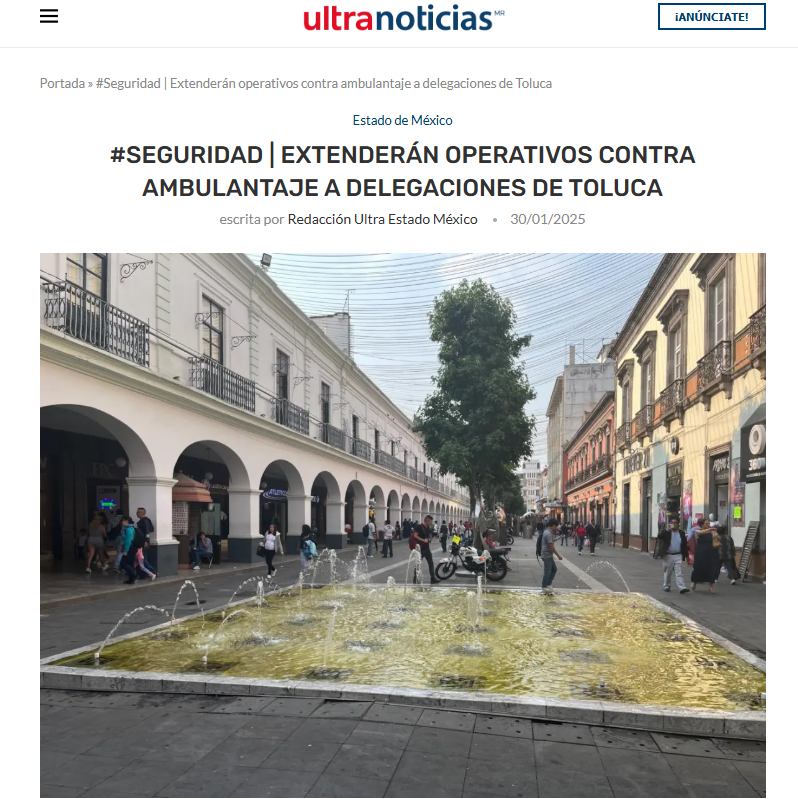 ultranoticias MR
¡ANÚNCIATE!
Portada » #Seguridad | Extenderán operativos contra ambulantaje a delegaciones de Toluca
Estado de México
#SEGURIDAD | EXTENDERÁN OPERATIVOS CONTRA
AMBULANTAJE A DELEGACIONES DE TOLUCA
escrita por Redacción Ultra Estado México • 30/01/2025